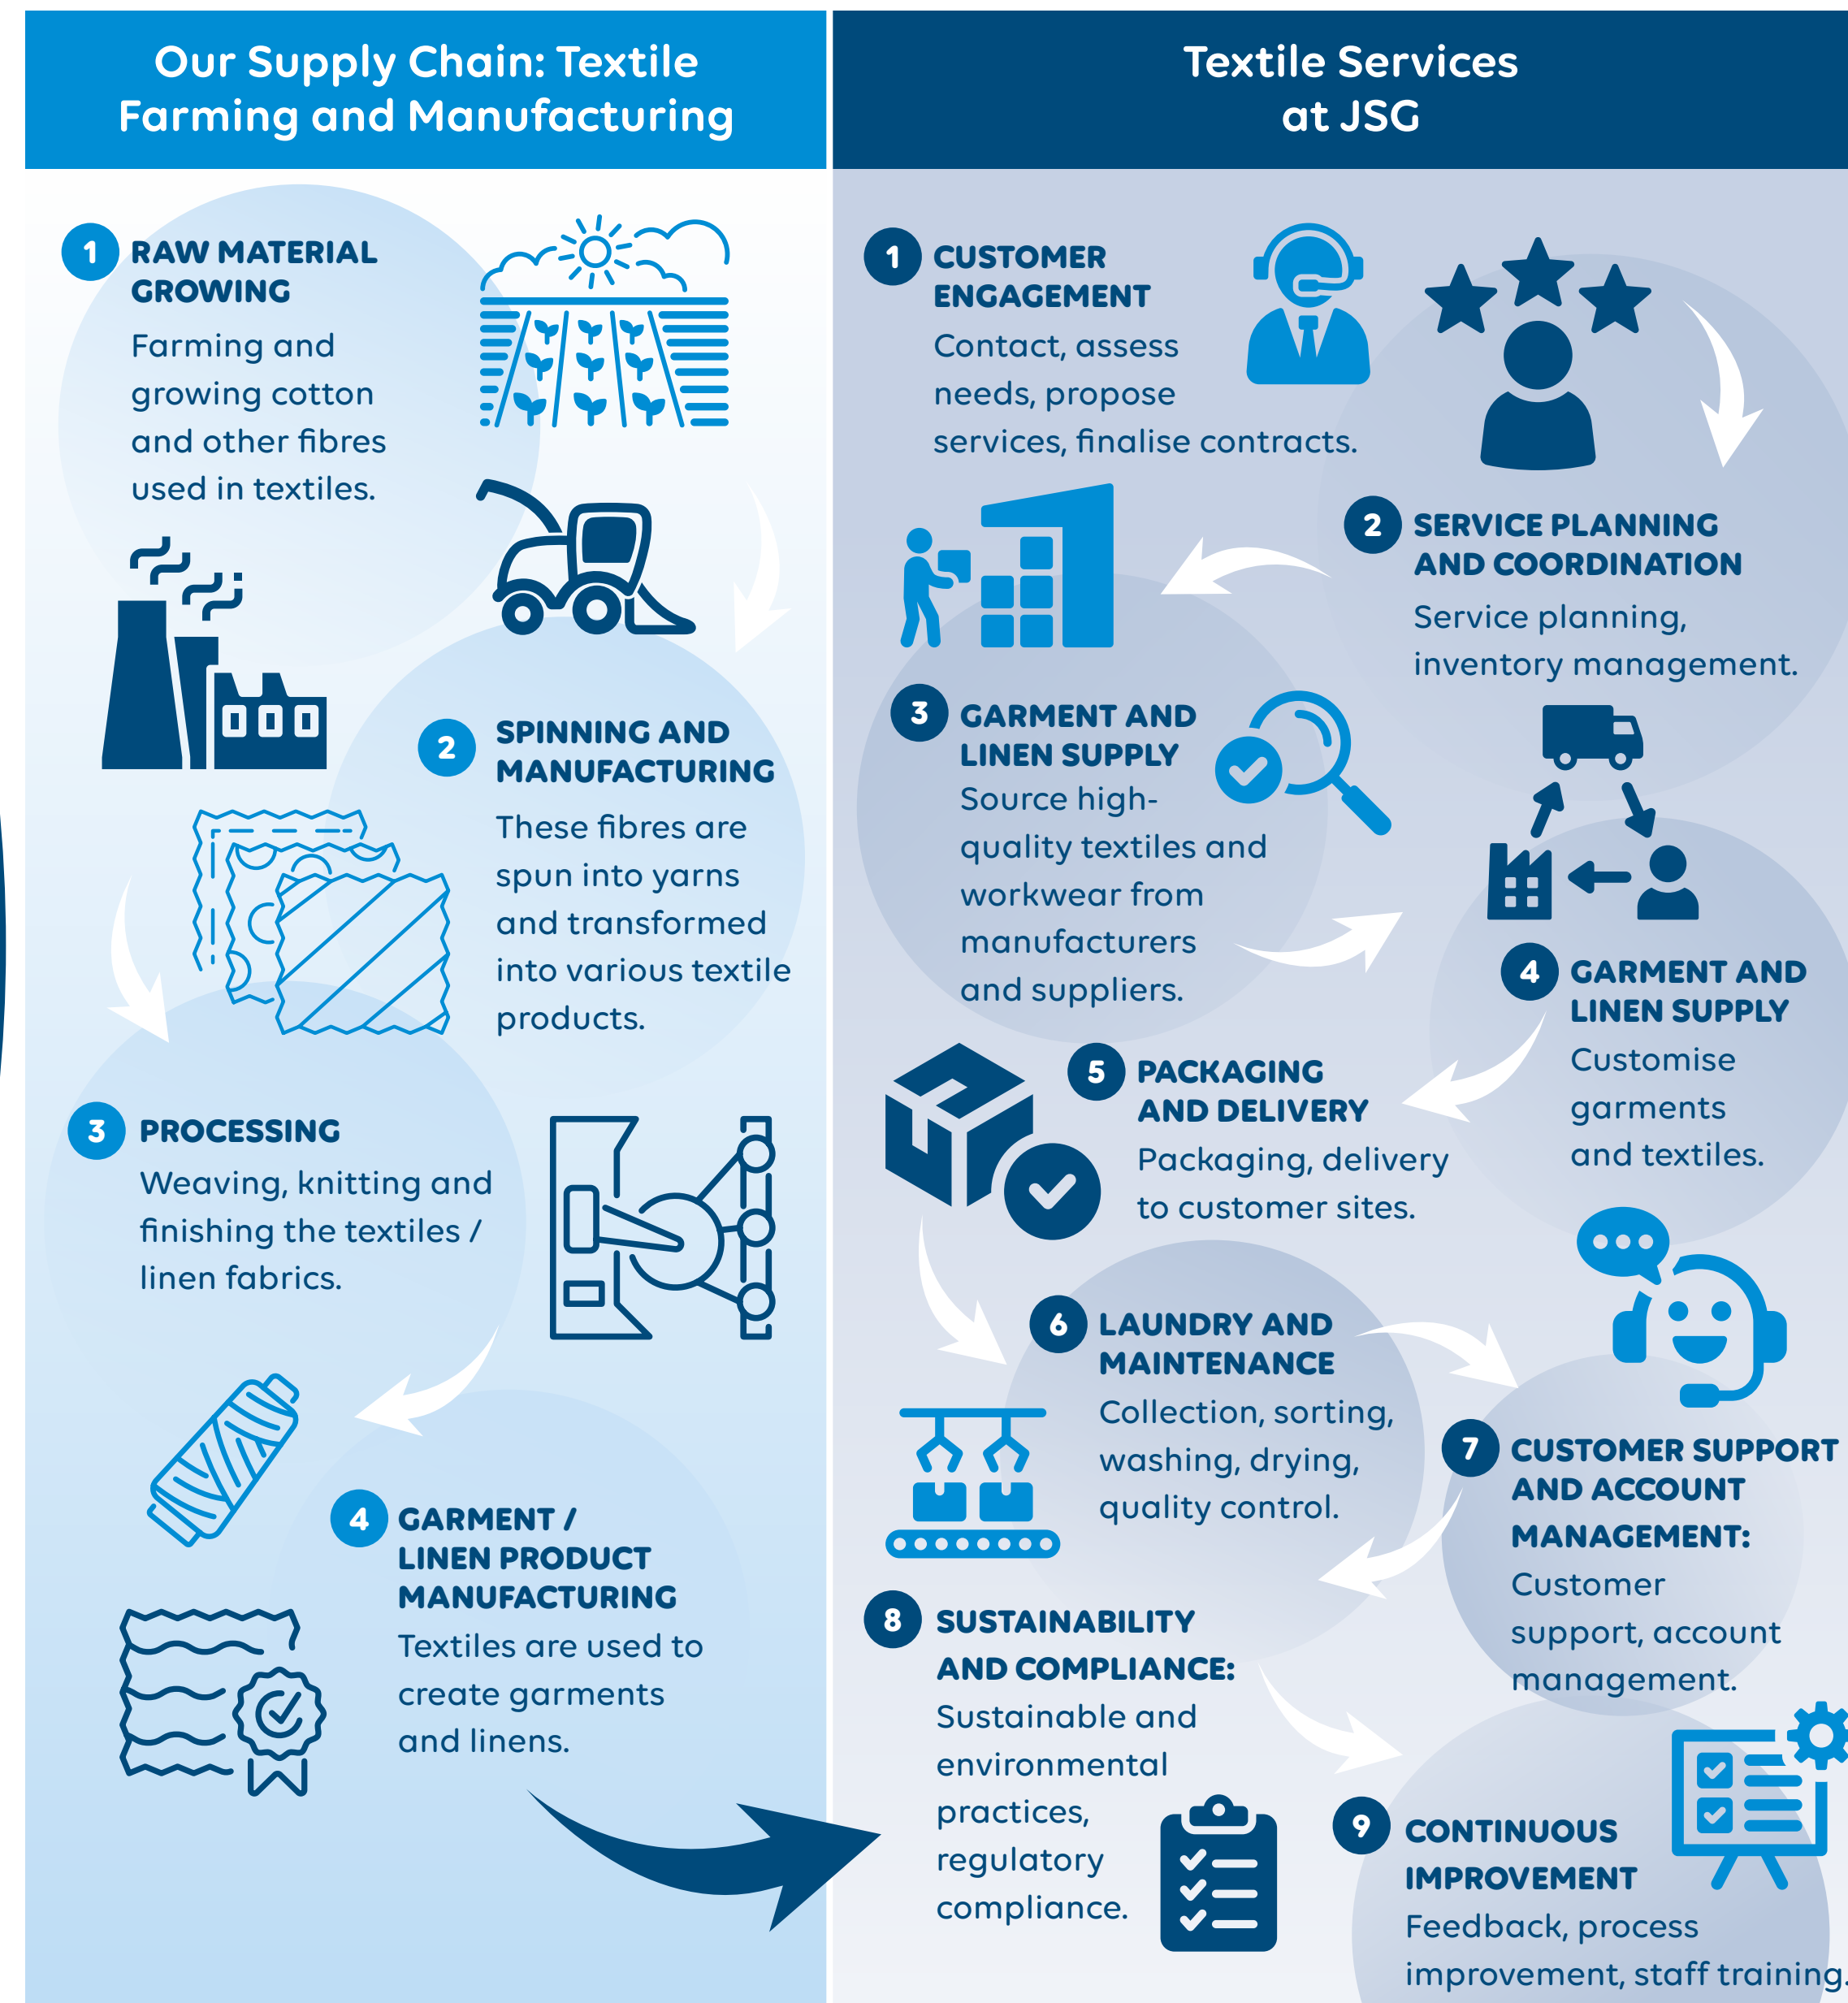 Our Supply Chain: Textile
Farming and Manufacturing
1
RAW MATERIAL
GROWING
Farming and
growing cotton
and other fibres
used in textiles.
2
SPINNING AND
MANUFACTURING
These fibres are
spun into yarns
and transformed
into various textile
products.
3
PROCESSING
Weaving, knitting and
finishing the textiles /
linen fabrics.
4
GARMENT /
LINEN PRODUCT
MANUFACTURING
Textiles are used to
create garments
and linens.
Textile Services
at JSG
1
CUSTOMER
ENGAGEMENT
Contact, assess
needs, propose
services, finalise contracts.
2
SERVICE PLANNING
AND COORDINATION
Service planning,
inventory management.
3
GARMENT AND
LINEN SUPPLY
Source high-
quality textiles and
workwear from
manufacturers
and suppliers.
4
GARMENT AND
LINEN SUPPLY
Customise
garments
and textiles.
5
PACKAGING
AND DELIVERY
Packaging, delivery
to customer sites.
6
LAUNDRY AND
MAINTENANCE
Collection, sorting,
washing, drying,
quality control.
7
CUSTOMER SUPPORT
AND ACCOUNT
MANAGEMENT:
Customer
support, account
management.
8
SUSTAINABILITY
AND COMPLIANCE:
Sustainable and
environmental
practices,
regulatory
compliance.
9
CONTINUOUS
IMPROVEMENT
Feedback, process
improvement, staff training.